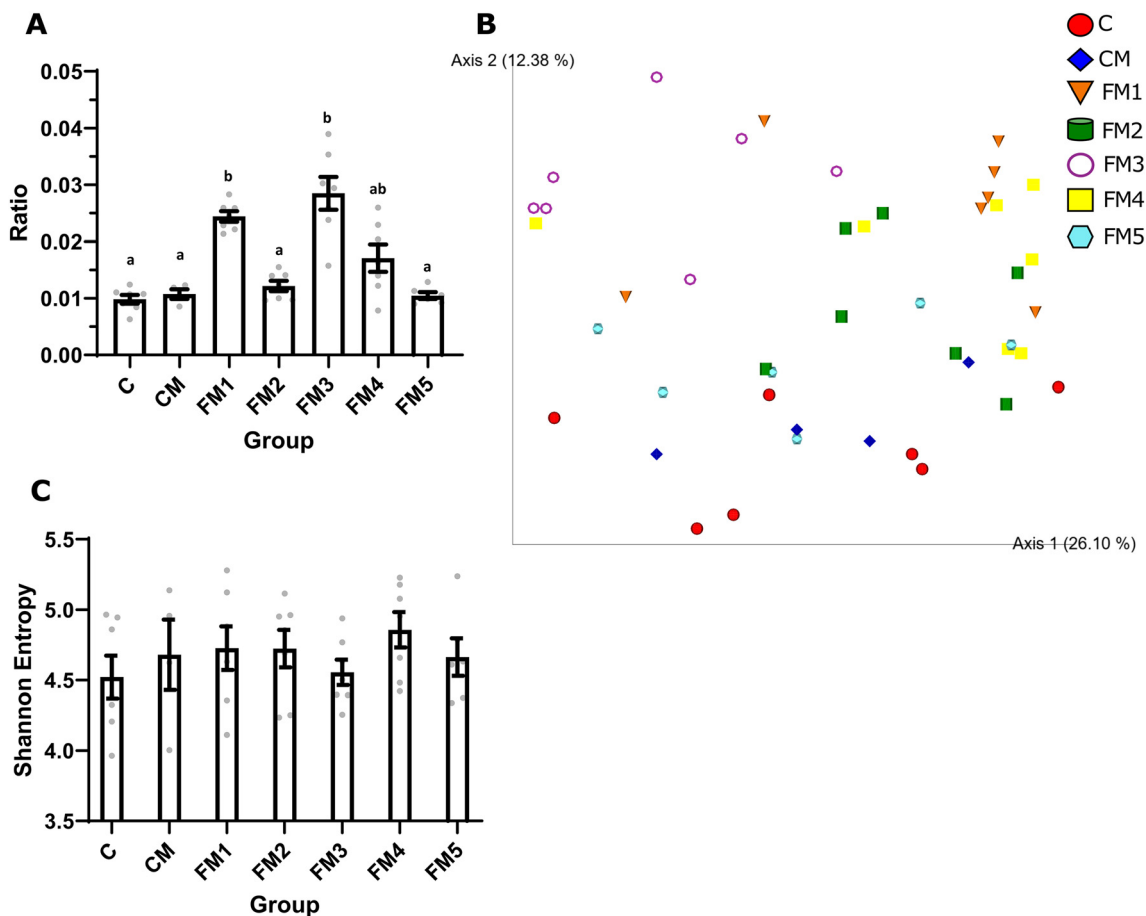 A
0.05
0.04
0.03
0.02
0.01
0.00
Ratio
a
a
b
a
b
ab
a
C
CM
FM1
FM2
FM3
FM4
FM5
Group
B
Axis 2 (12.38 %)
Axis 1 (26.10 %)
C
CM
FM1
FM2
FM3
FM4
FM5
C
5.5
5.0
4.5
4.0
3.5
Shannon Entropy
C
CM
FM1
FM2
FM3
FM4
FM5
Group